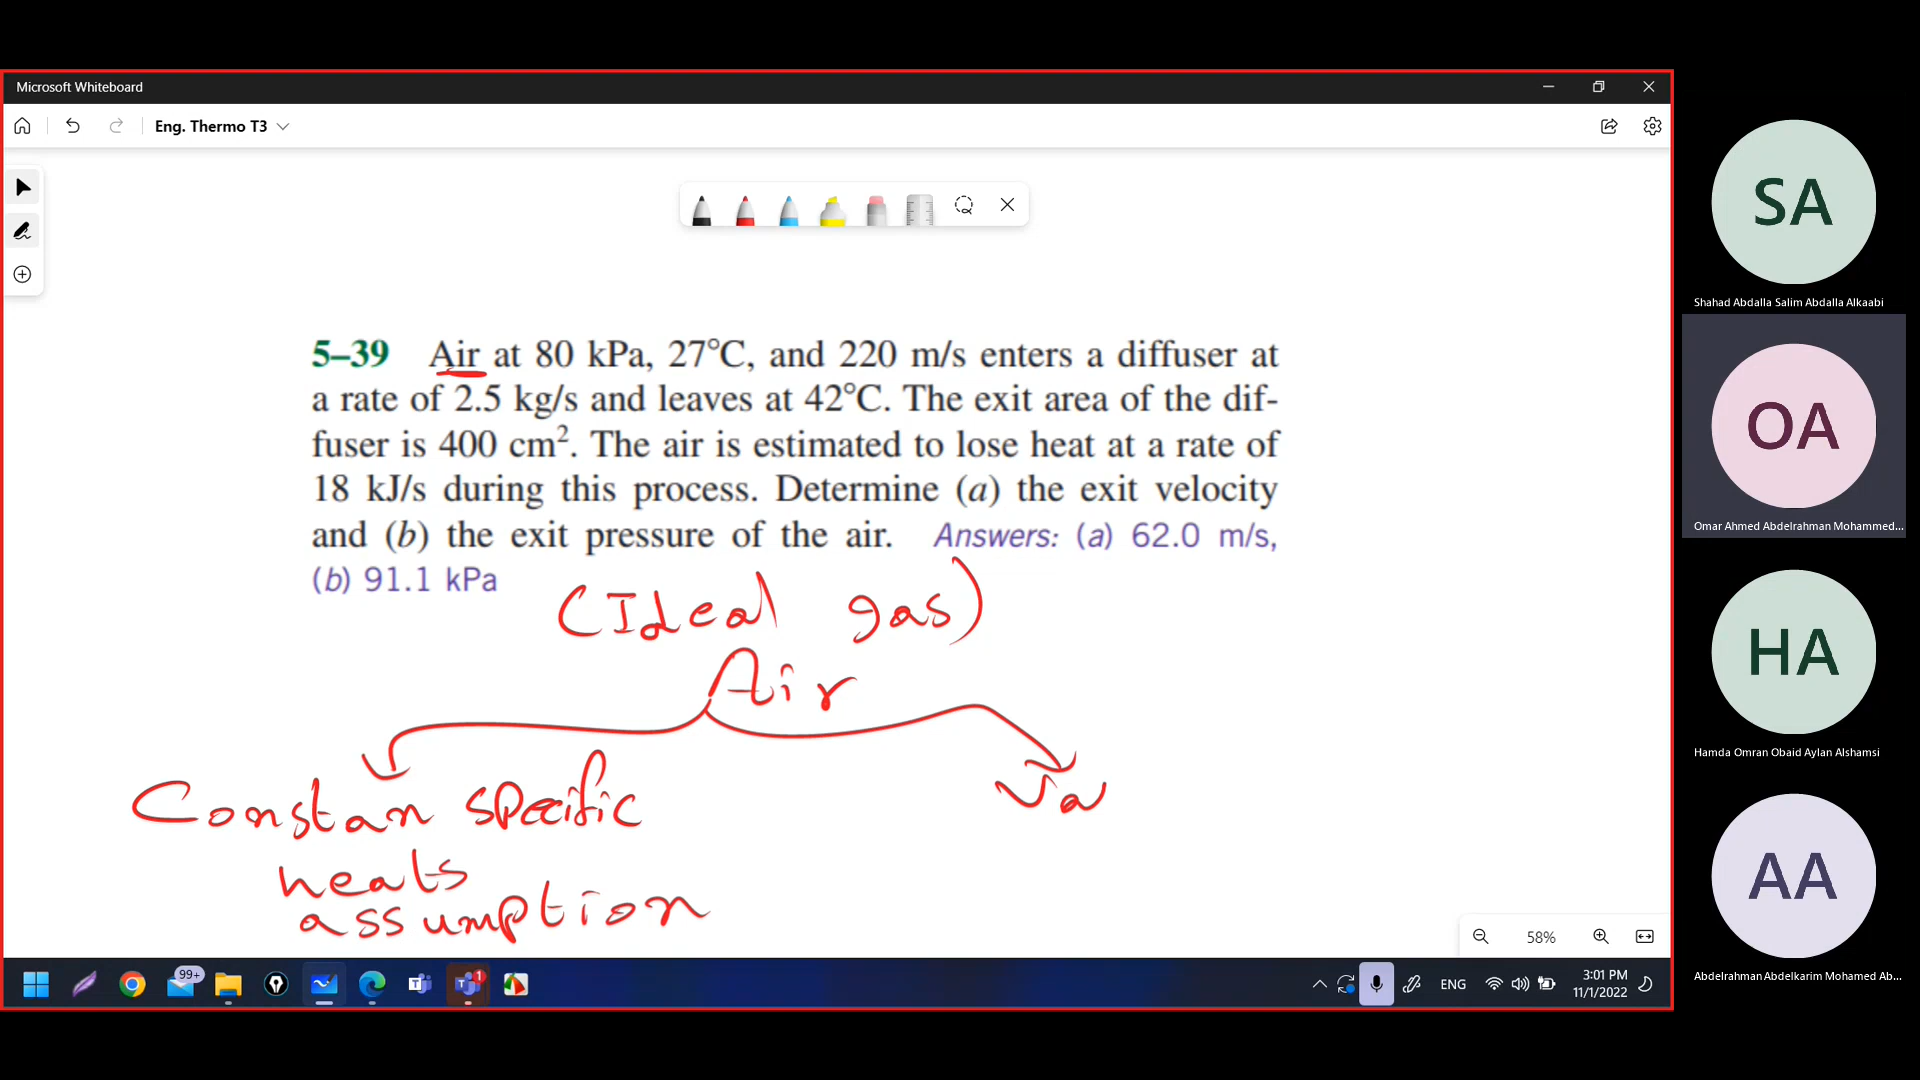 Microsoft Whiteboard
Eng. Thermo T3
5–39 Air at 80 kPa, 27°C, and 220 m/s enters a diffuser at
a rate of 2.5 kg/s and leaves at 42°C. The exit area of the dif-
fuser is 400 cm². The air is estimated to lose heat at a rate of
18 kJ/s during this process. Determine (a) the exit velocity
and (b) the exit pressure of the air. Answers: (a) 62.0 m/s,
(b) 91.1 kPa
(Ideal gas)
Air
Constan specific
heats
assumption
Va
58%
SA
Shahad Abdalla Salim Abdalla Alkaabi
OA
Omar Ahmed Abdelrahman Mohammed...
HA
Hamda Omran Obaid Aylan Alshamsi
AA
Abdelrahman Abdelkarim Mohamed Ab...
99+
1
ENG
3:01 PM
11/1/2022